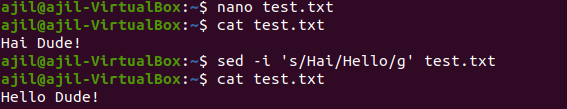 ajil@ajil-VirtualBox:~$ nano test.txt
ajil@ajil-VirtualBox:~$ cat test.txt
Hai Dude!
ajil@ajil-VirtualBox:~$ sed -i 's/Hai/Hello/g' test.txt
ajil@ajil-VirtualBox:~$ cat test.txt
Hello Dude!